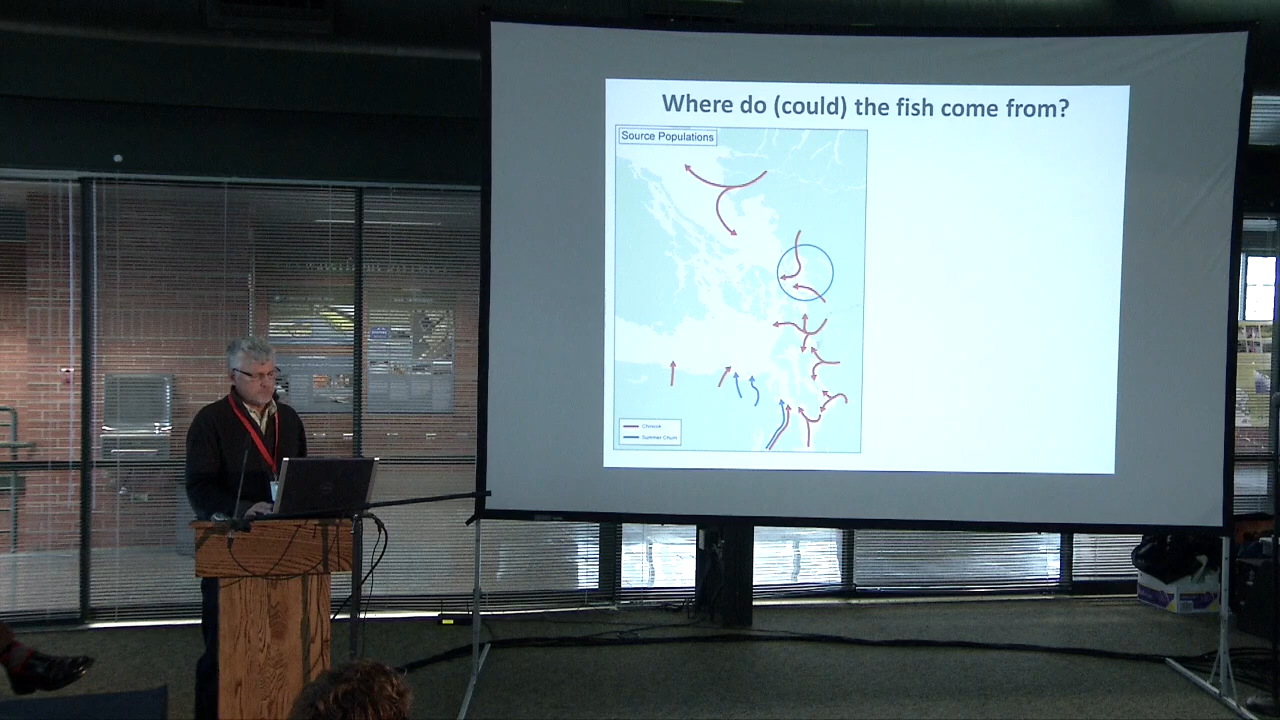 Where do (could) the fish come from?
Source Populations
Chinook
Summer Chum